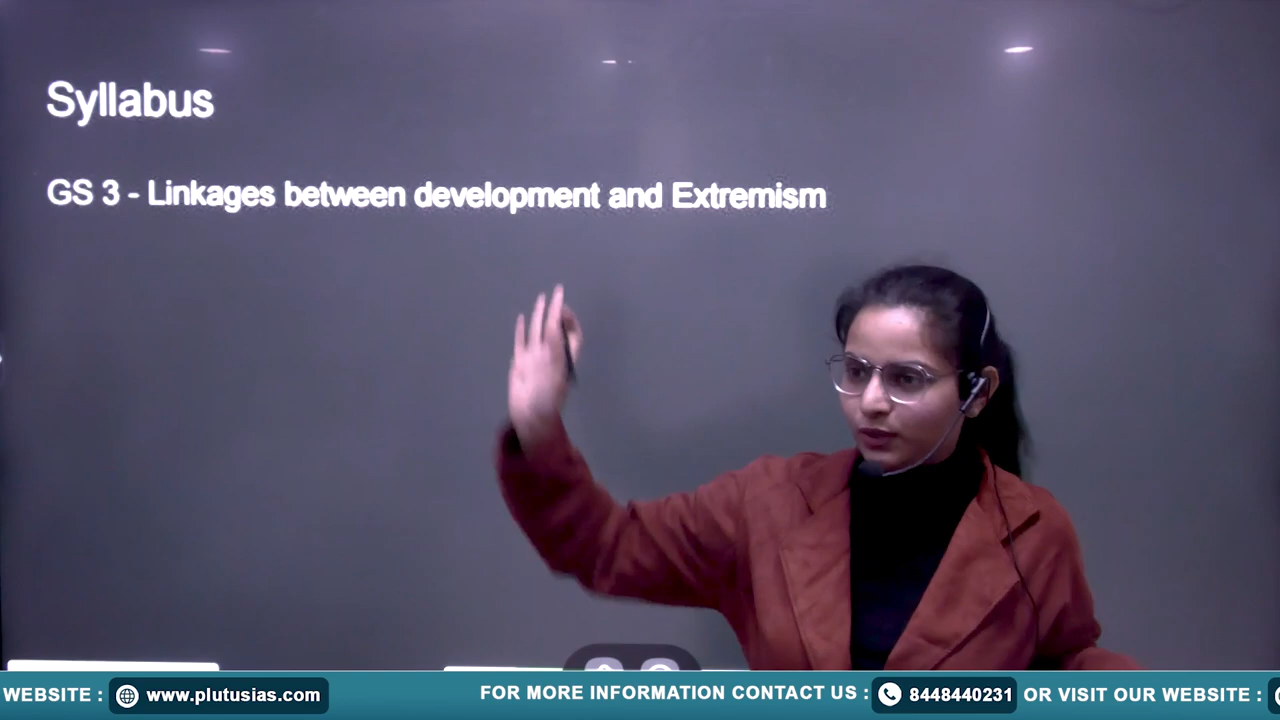 Syllabus
GS 3 - Linkages between development and Extremism
WEBSITE : www.plutusias.com FOR MORE INFORMATION CONTACT US : 8448440231 OR VISIT OUR WEBSITE :